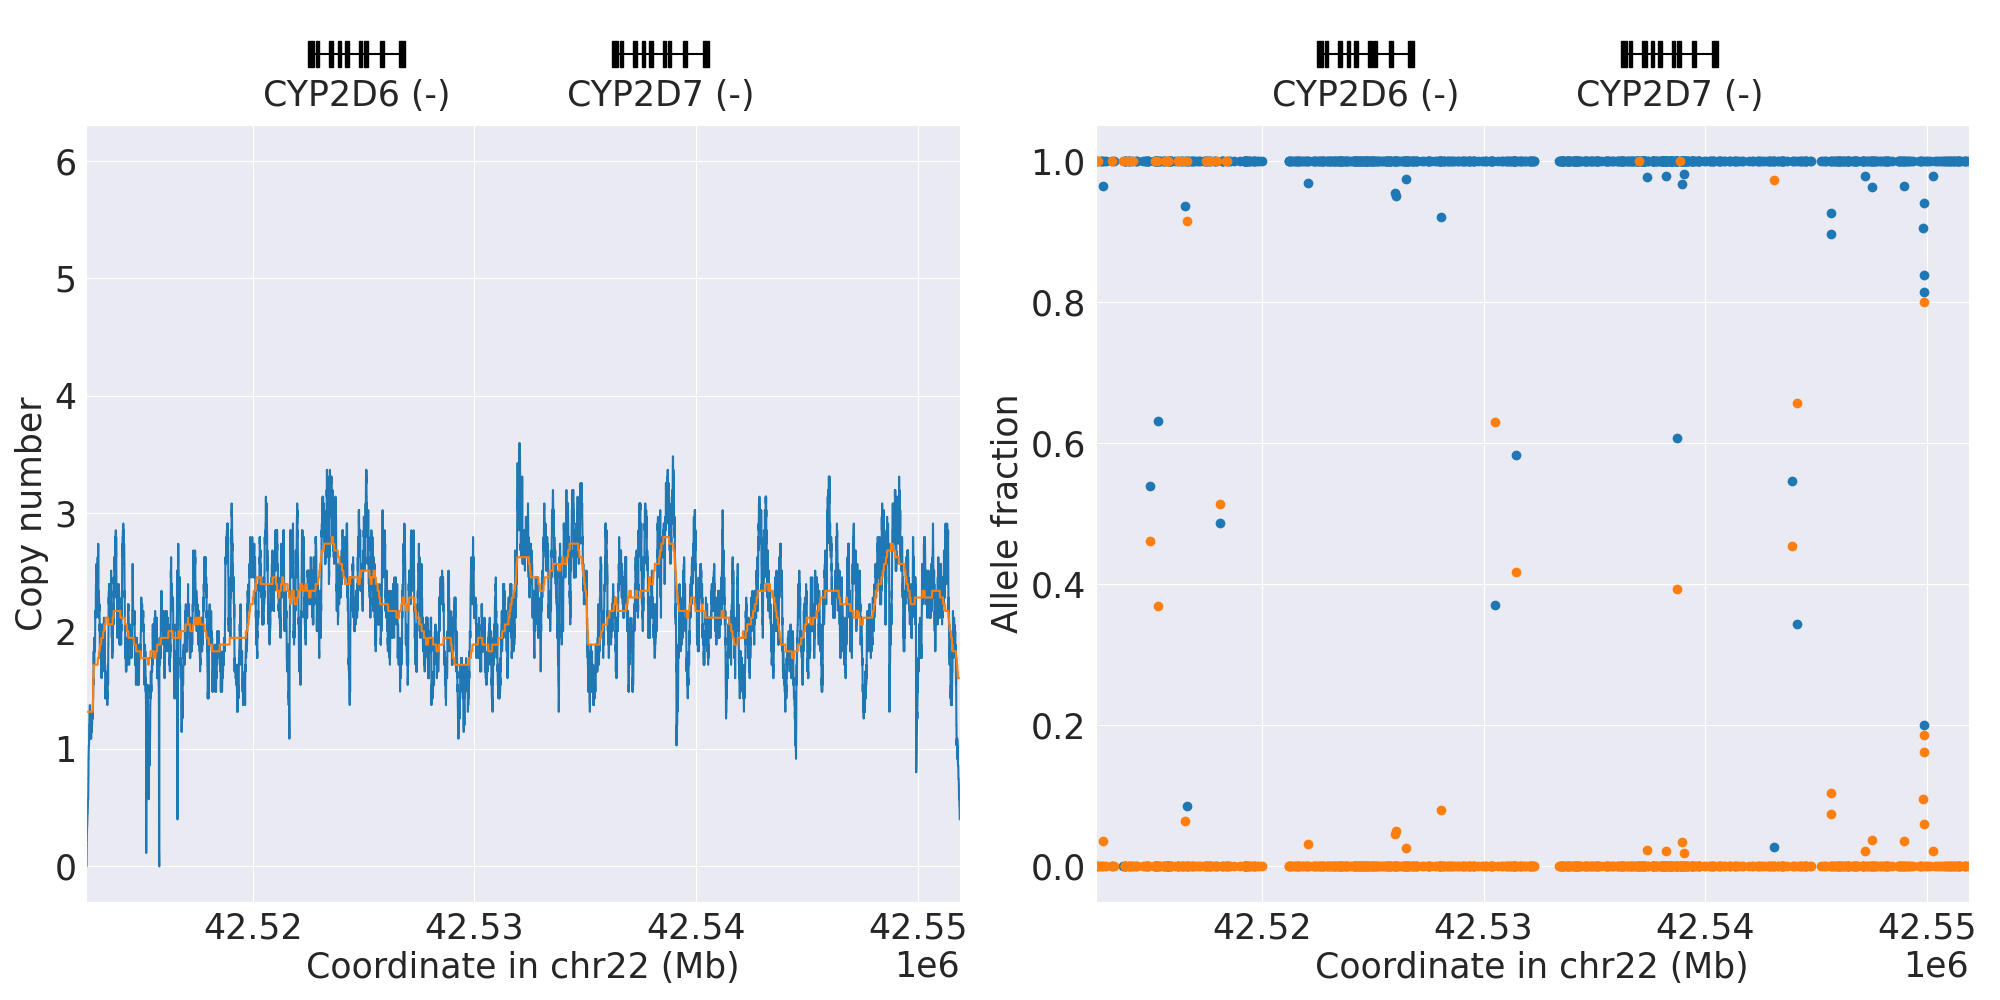 CYP2D6 (-) CYP2D7 (-)
6
5
4
3
2
1
0
Copy number
42.52 42.53 42.54 42.55
Coordinate in chr22 (Mb)
1e6
CYP2D6 (-) CYP2D7 (-)
1.0
0.8
0.6
0.4
0.2
0.0
Allele fraction
42.52 42.53 42.54 42.55
Coordinate in chr22 (Mb)
1e6